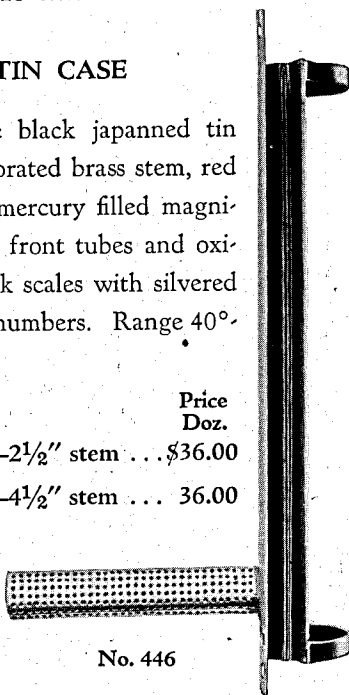 TIN CASE
black japanned tin
orated brass stem, red
mercury filled magni-
front tubes and oxi-
k scales with silvered
numbers. Range 40°-
Price
Doz.
–2½″ stem ... $36.00
–4½″ stem ... 36.00
No. 446